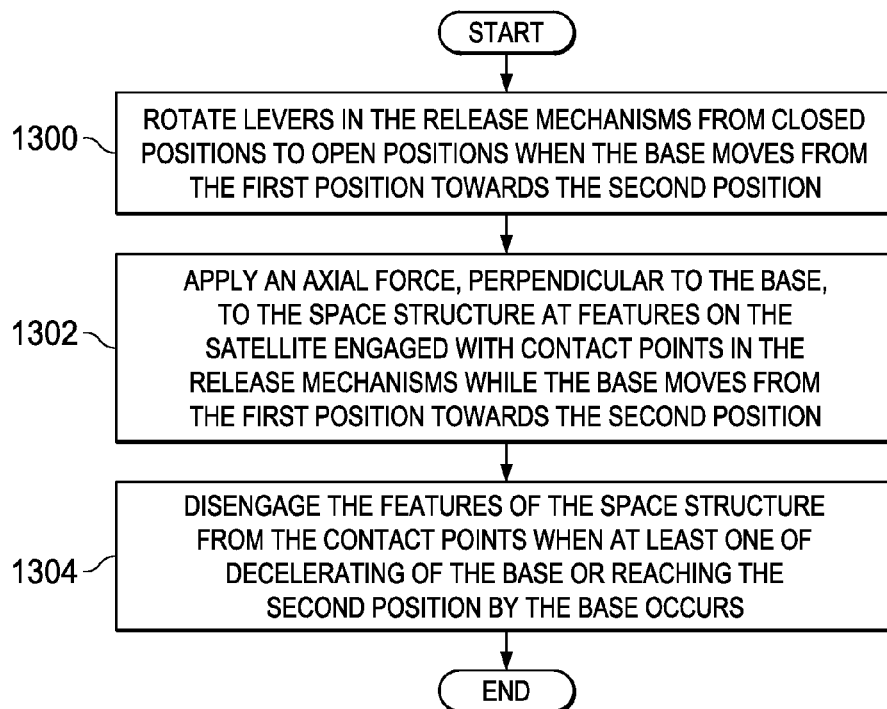 START
1300
ROTATE LEVERS IN THE RELEASE MECHANISMS FROM CLOSED
POSITIONS TO OPEN POSITIONS WHEN THE BASE MOVES FROM
THE FIRST POSITION TOWARDS THE SECOND POSITION
1302
APPLY AN AXIAL FORCE, PERPENDICULAR TO THE BASE,
TO THE SPACE STRUCTURE AT FEATURES ON THE
SATELLITE ENGAGED WITH CONTACT POINTS IN THE
RELEASE MECHANISMS WHILE THE BASE MOVES FROM
THE FIRST POSITION TOWARDS THE SECOND POSITION
1304
DISENGAGE THE FEATURES OF THE SPACE STRUCTURE
FROM THE CONTACT POINTS WHEN AT LEAST ONE OF
DECELERATING OF THE BASE OR REACHING THE
SECOND POSITION BY THE BASE OCCURS
END